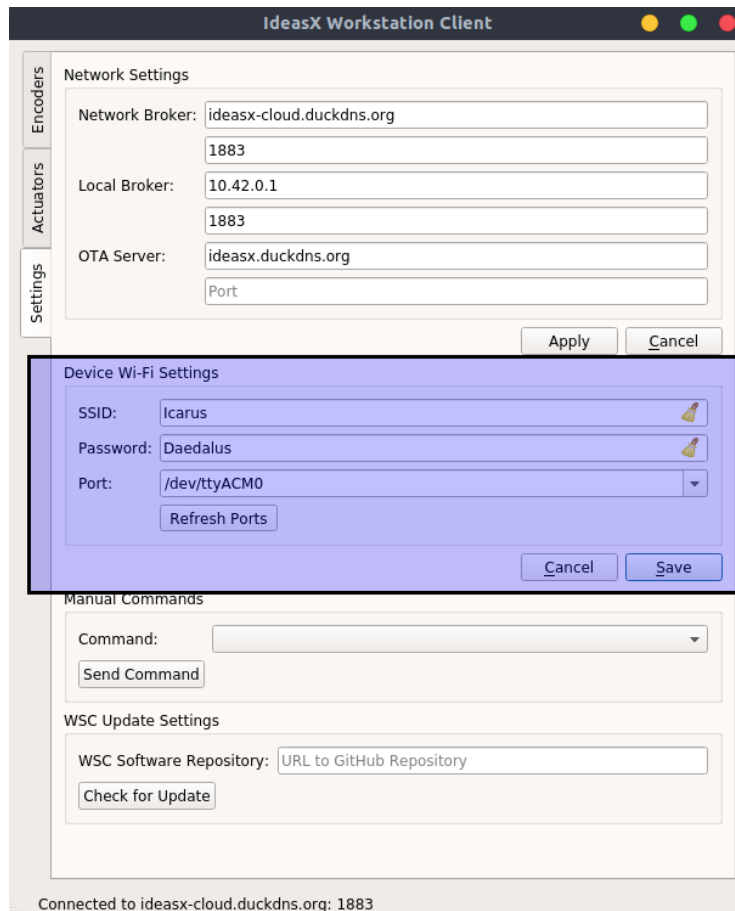 IdeasX Workstation Client
Encoders
Actuators
Settings
Network Settings
Network Broker: ideasx-cloud.duckdns.org
1883
Local Broker: 10.42.0.1
1883
OTA Server: ideasx.duckdns.org
Port
Apply Cancel
Device Wi-Fi Settings
SSID: Icarus
Password: Daedalus
Port: /dev/ttyACM0
Refresh Ports
Cancel Save
Manual Commands
Command:
Send Command
WSC Update Settings
WSC Software Repository: URL to GitHub Repository
Check for Update
Connected to ideasx-cloud.duckdns.org: 1883